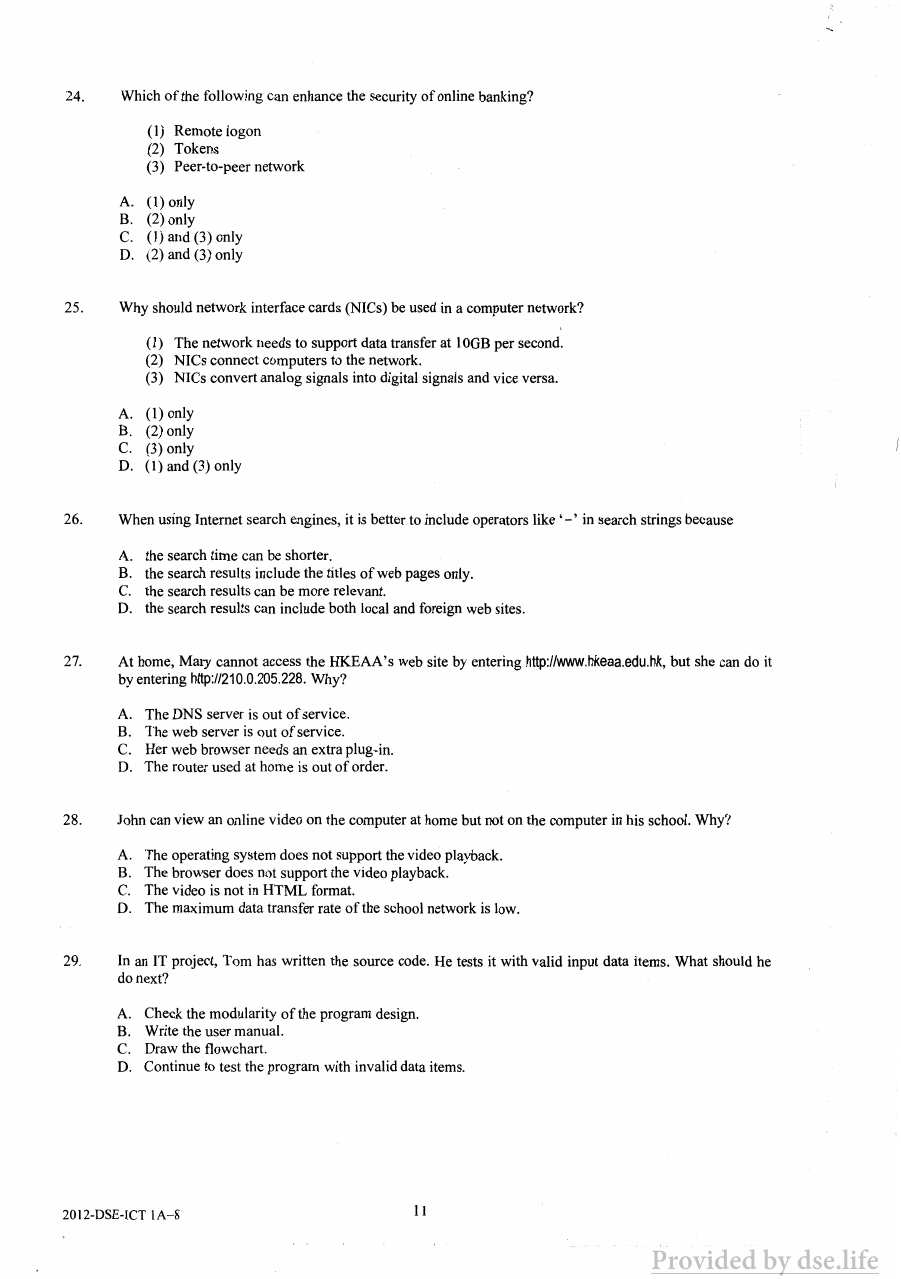 24. Which of the following can enhance the security of online banking?
(1) Remote logon
(2) Tokens
(3) Peer-to-peer network
A. (1) only
B. (2) only
C. (1) and (3) only
D. (2) and (3) only
25. Why should network interface cards (NICs) be used in a computer network?
(1) The network needs to support data transfer at 10GB per second.
(2) NICs connect computers to the network.
(3) NICs convert analog signals into digital signals and vice versa.
A. (1) only
B. (2) only
C. (3) only
D. (1) and (3) only
26. When using Internet search engines, it is better to include operators like ‘−’ in search strings because
A. the search time can be shorter.
B. the search results include the titles of web pages only.
C. the search results can be more relevant.
D. the search results can include both local and foreign web sites.
27. At home, Mary cannot access the HKEAA’s web site by entering http://www.hkeaa.edu.hk, but she can do it
by entering http://210.0.205.228. Why?
A. The DNS server is out of service.
B. The web server is out of service.
C. Her web browser needs an extra plug-in.
D. The router used at home is out of order.
28. John can view an online video on the computer at home but not on the computer in his school. Why?
A. The operating system does not support the video playback.
B. The browser does not support the video playback.
C. The video is not in HTML format.
D. The maximum data transfer rate of the school network is low.
29. In an IT project, Tom has written the source code. He tests it with valid input data items. What should he
do next?
A. Check the modularity of the program design.
B. Write the user manual.
C. Draw the flowchart.
D. Continue to test the program with invalid data items.
2012-DSE-ICT 1A–8
11
Provided by dse.life